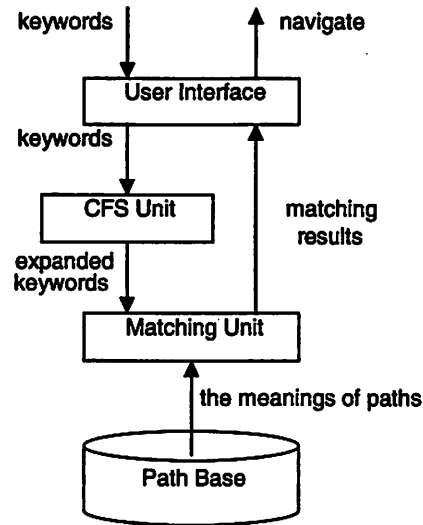 keywords
navigate
User Interface
keywords
CFS Unit
matching
results
expanded
keywords
Matching Unit
the meanings of paths
Path Base